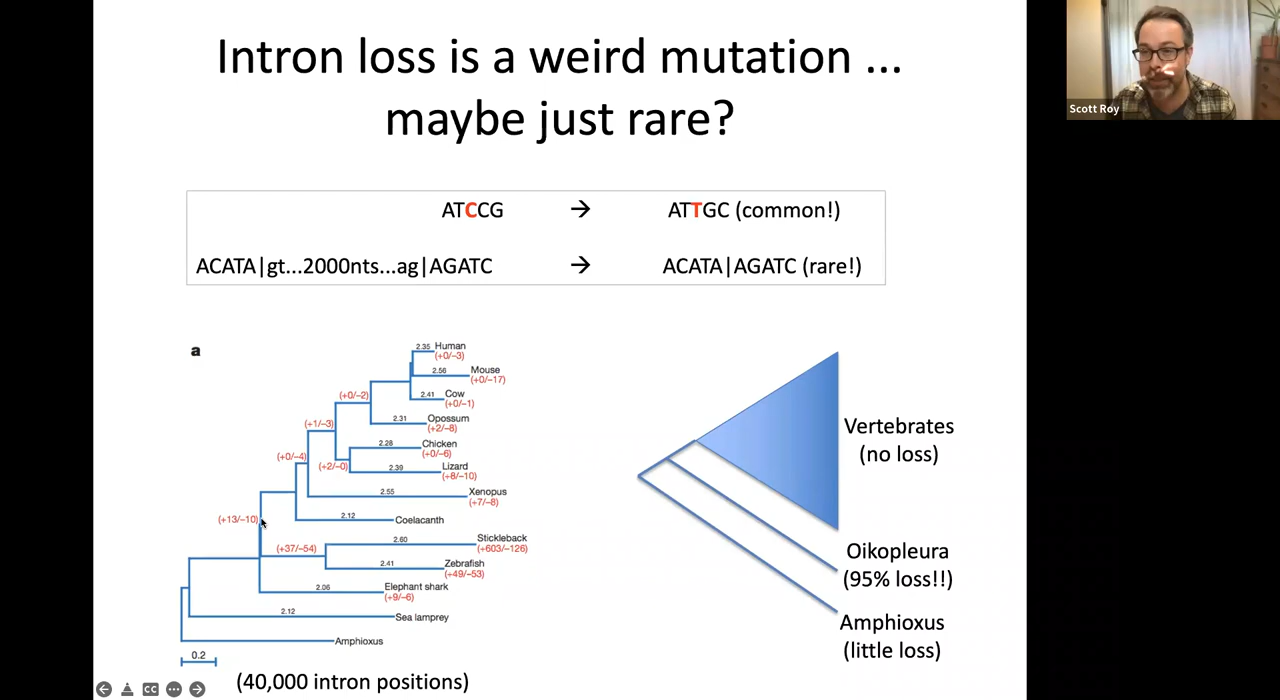 Intron loss is a weird mutation ...
maybe just rare?
ATCCG → ATTGC (common!)
ACATA|gt...2000nts...ag|AGATC → ACATA|AGATC (rare!)
Scott Roy
a
2.35 Human
(+0/−3)
2.56 Mouse
(+0/−17)
(+0/−2)
2.41 Cow
(+0/−1)
2.31 Opossum
(+2/−8)
(+1/−3)
2.28 Chicken
(+0/−6)
(+0/−4)
(+2/−0)
2.39 Lizard
(+8/−10)
2.55 Xenopus
(+7/−8)
2.12 Coelacanth
(+13/−10)
2.60 Stickleback
(+603/−126)
(+37/−54)
2.41 Zebrafish
(+49/−53)
2.06 Elephant shark
(+9/−6)
2.12 Sea lamprey
Amphioxus
0.2
(40,000 intron positions)
Vertebrates
(no loss)
Oikopleura
(95% loss!!)
Amphioxus
(little loss)
CC